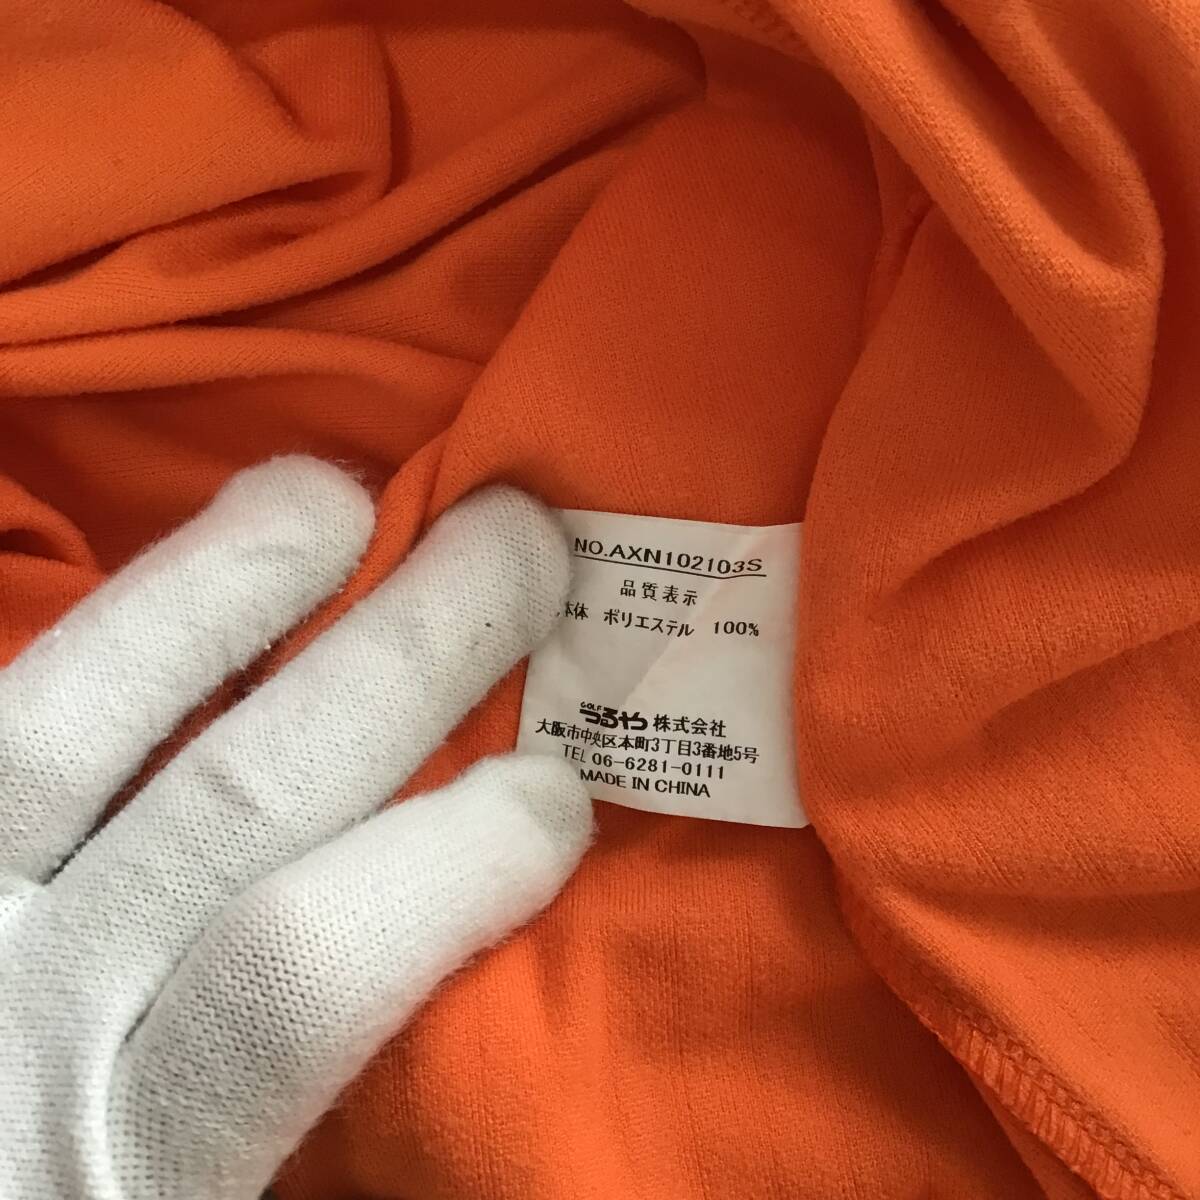 NO.AXN102103S
品質表示
本体 ポリエステル 100%
GOLF
つるや 株式会社
大阪市中央区本町3丁目3番地5号
TEL 06-6281-0111
MADE IN CHINA